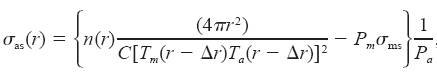 σ_as(r) = { n(r) (4πr²) / C[T_m(r − Δr)T_a(r − Δr)]² − P_m σ_ms } 1 / P_a,